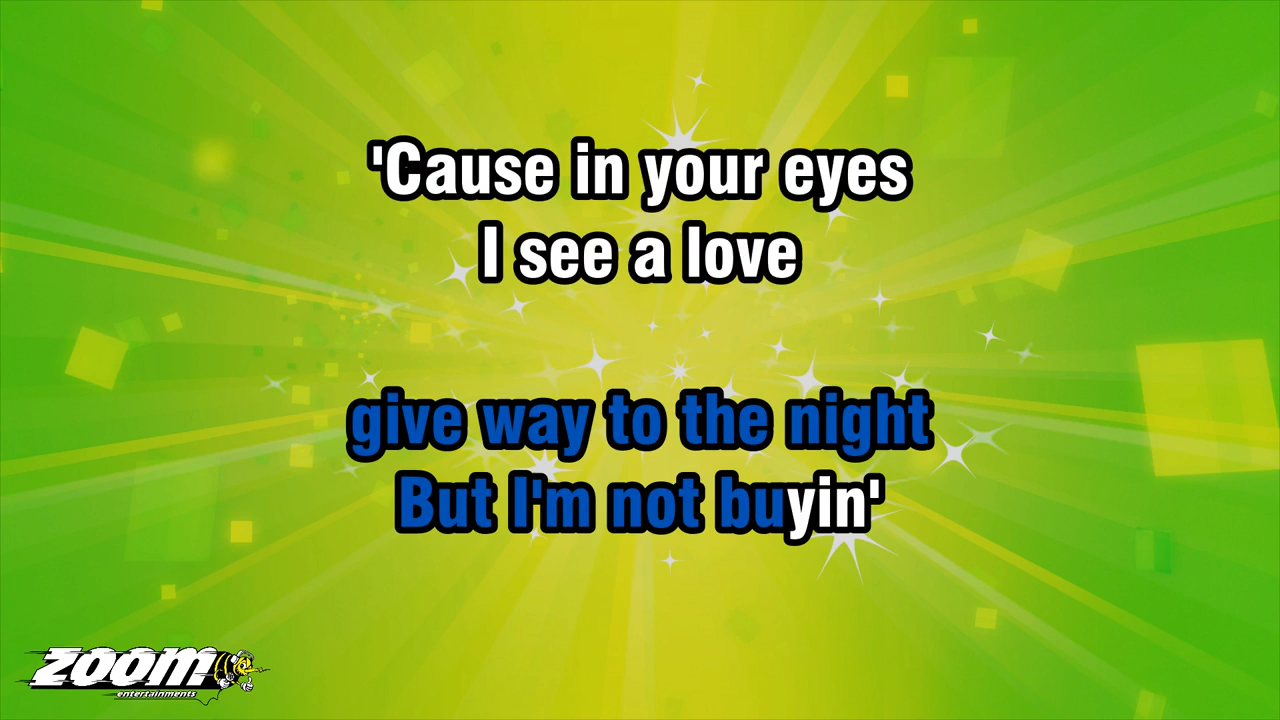 'Cause in your eyes
I see a love
give way to the night
But I'm not buyin'
ZOOM
entertainments